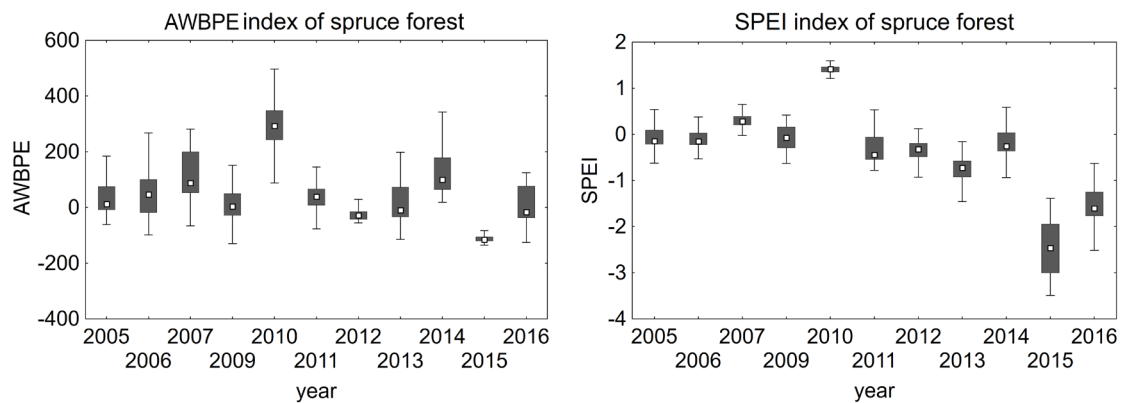 AWBPE index of spruce forest
600
400
200
0
-200
-400
AWBPE
2005 2007 2010 2012 2014 2016
2006 2009 2011 2013 2015
year
SPEI index of spruce forest
2
1
0
-1
-2
-3
-4
SPEI
2005 2007 2010 2012 2014 2016
2006 2009 2011 2013 2015
year